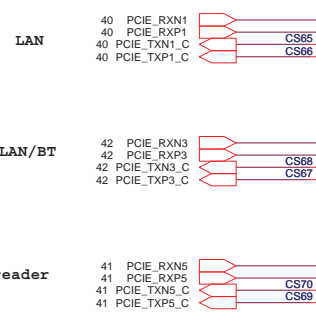 40 PCIE_RXN1
40 PCIE_RXP1
LAN 40 PCIE_TXN1_C CS65
40 PCIE_TXP1_C CS66
42 PCIE_RXN3
LAN/BT 42 PCIE_RXP3
42 PCIE_TXN3_C CS68
42 PCIE_TXP3_C CS67
41 PCIE_RXN5
reader 41 PCIE_RXP5
41 PCIE_TXN5_C CS70
41 PCIE_TXP5_C CS69